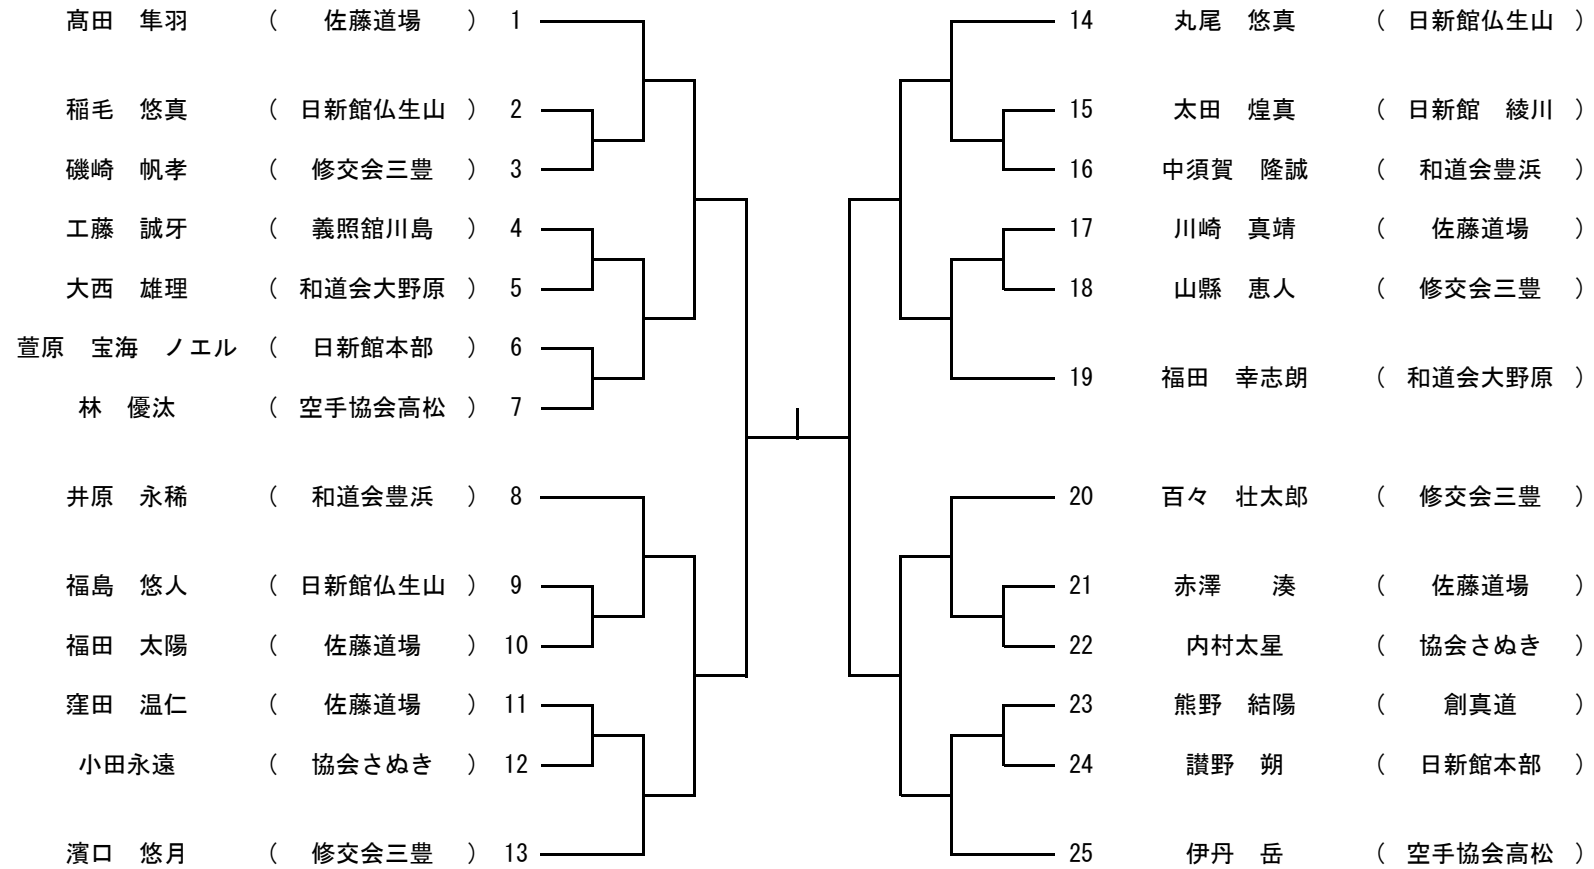 髙田　隼羽 （ 佐藤道場 ） 1
稲毛　悠真 （ 日新館仏生山 ） 2
磯崎　帆孝 （ 修交会三豊 ） 3
工藤　誠牙 （ 義照舘川島 ） 4
大西　雄理 （ 和道会大野原 ） 5
萱原　宝海　ノエル （ 日新館本部 ） 6
林　優汰 （ 空手協会高松 ） 7
井原　永稀 （ 和道会豊浜 ） 8
福島　悠人 （ 日新館仏生山 ） 9
福田　太陽 （ 佐藤道場 ） 10
窪田　温仁 （ 佐藤道場 ） 11
小田永遠 （ 協会さぬき ） 12
濱口　悠月 （ 修交会三豊 ） 13
14 丸尾　悠真 （ 日新館仏生山 ）
15 太田　煌真 （ 日新館　綾川 ）
16 中須賀　隆誠 （ 和道会豊浜 ）
17 川崎　真靖 （ 佐藤道場 ）
18 山縣　恵人 （ 修交会三豊 ）
19 福田　幸志朗 （ 和道会大野原 ）
20 百々　壮太郎 （ 修交会三豊 ）
21 赤澤　　湊 （ 佐藤道場 ）
22 内村太星 （ 協会さぬき ）
23 熊野　結陽 （ 創真道 ）
24 讃野　朔 （ 日新館本部 ）
25 伊丹　岳 （ 空手協会高松 ）